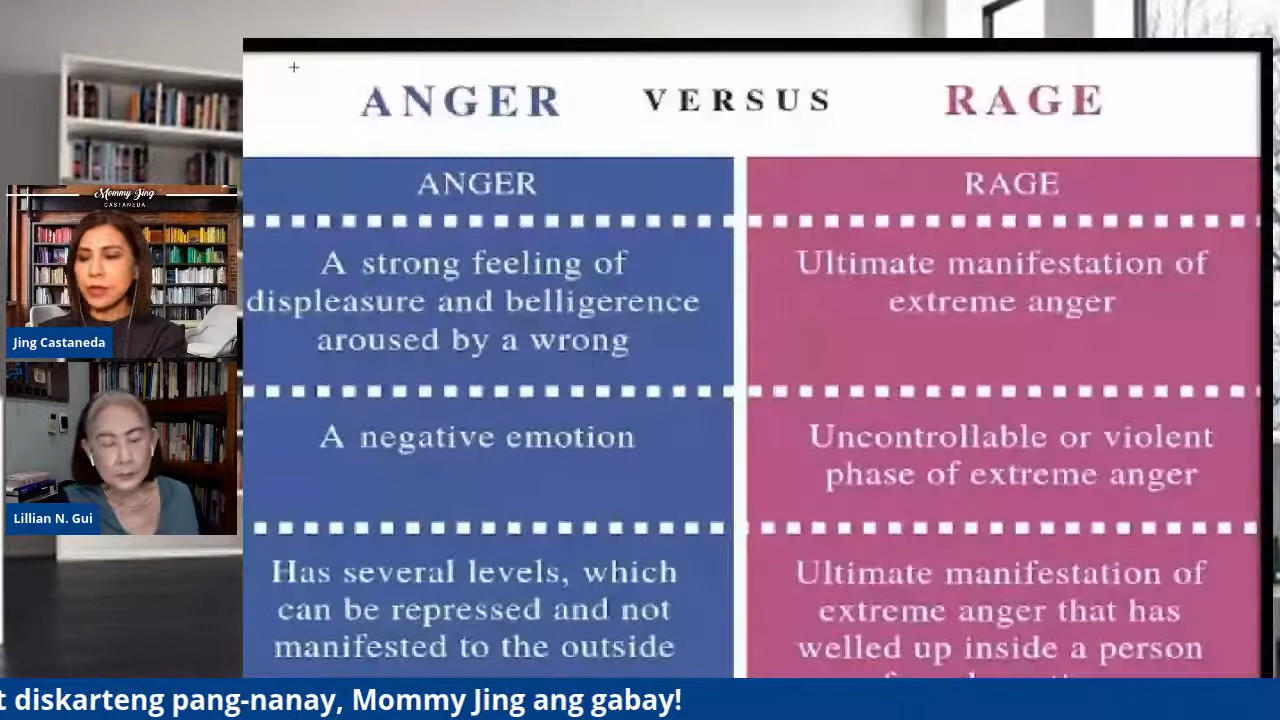 ANGER VERSUS RAGE
ANGER
A strong feeling of
displeasure and belligerence
aroused by a wrong
A negative emotion
Has several levels, which
can be repressed and not
manifested to the outside
RAGE
Ultimate manifestation of
extreme anger
Uncontrollable or violent
phase of extreme anger
Ultimate manifestation of
extreme anger that has
welled up inside a person
Mommy Jing
CASTANEDA
Jing Castaneda
Lillian N. Gui
t diskarteng pang-nanay, Mommy Jing ang gabay!